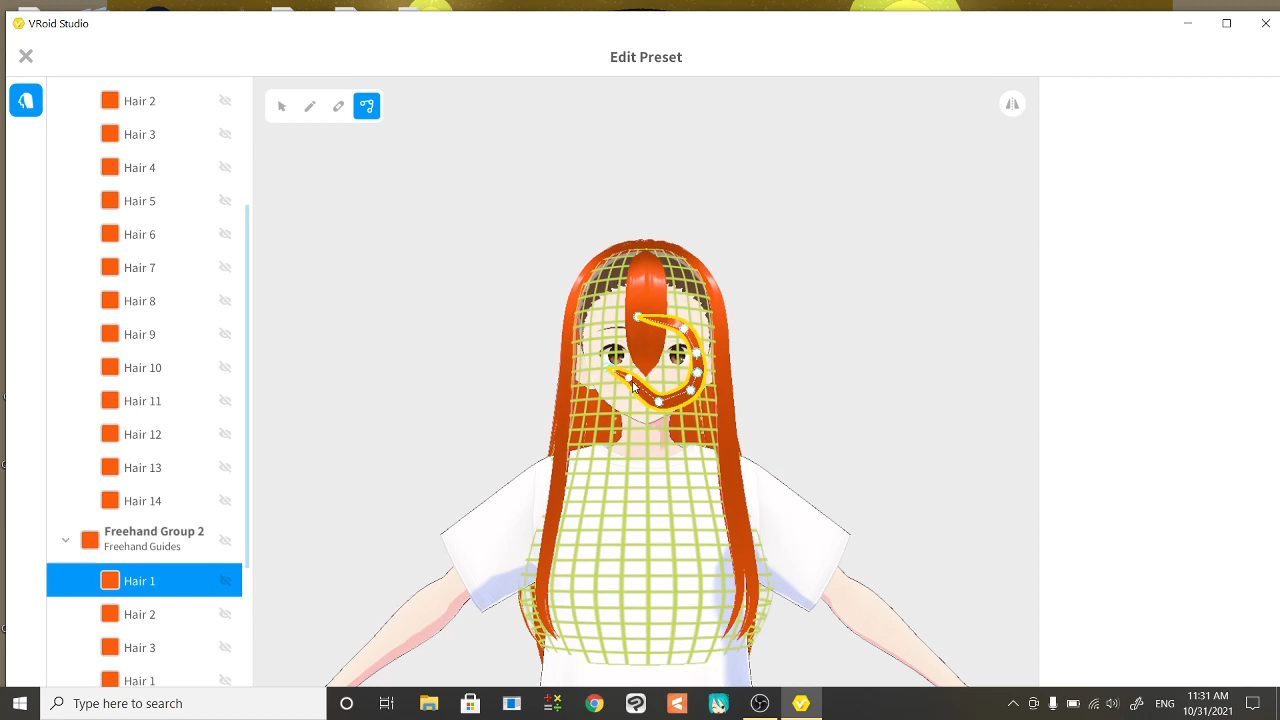 VRoid Studio
Edit Preset
Hair 2
Hair 3
Hair 4
Hair 5
Hair 6
Hair 7
Hair 8
Hair 9
Hair 10
Hair 11
Hair 12
Hair 13
Hair 14
Freehand Group 2
Freehand Guides
Hair 1
Hair 2
Hair 3
Hair 1
Type here to search
ENG
11:31 AM
10/31/2021